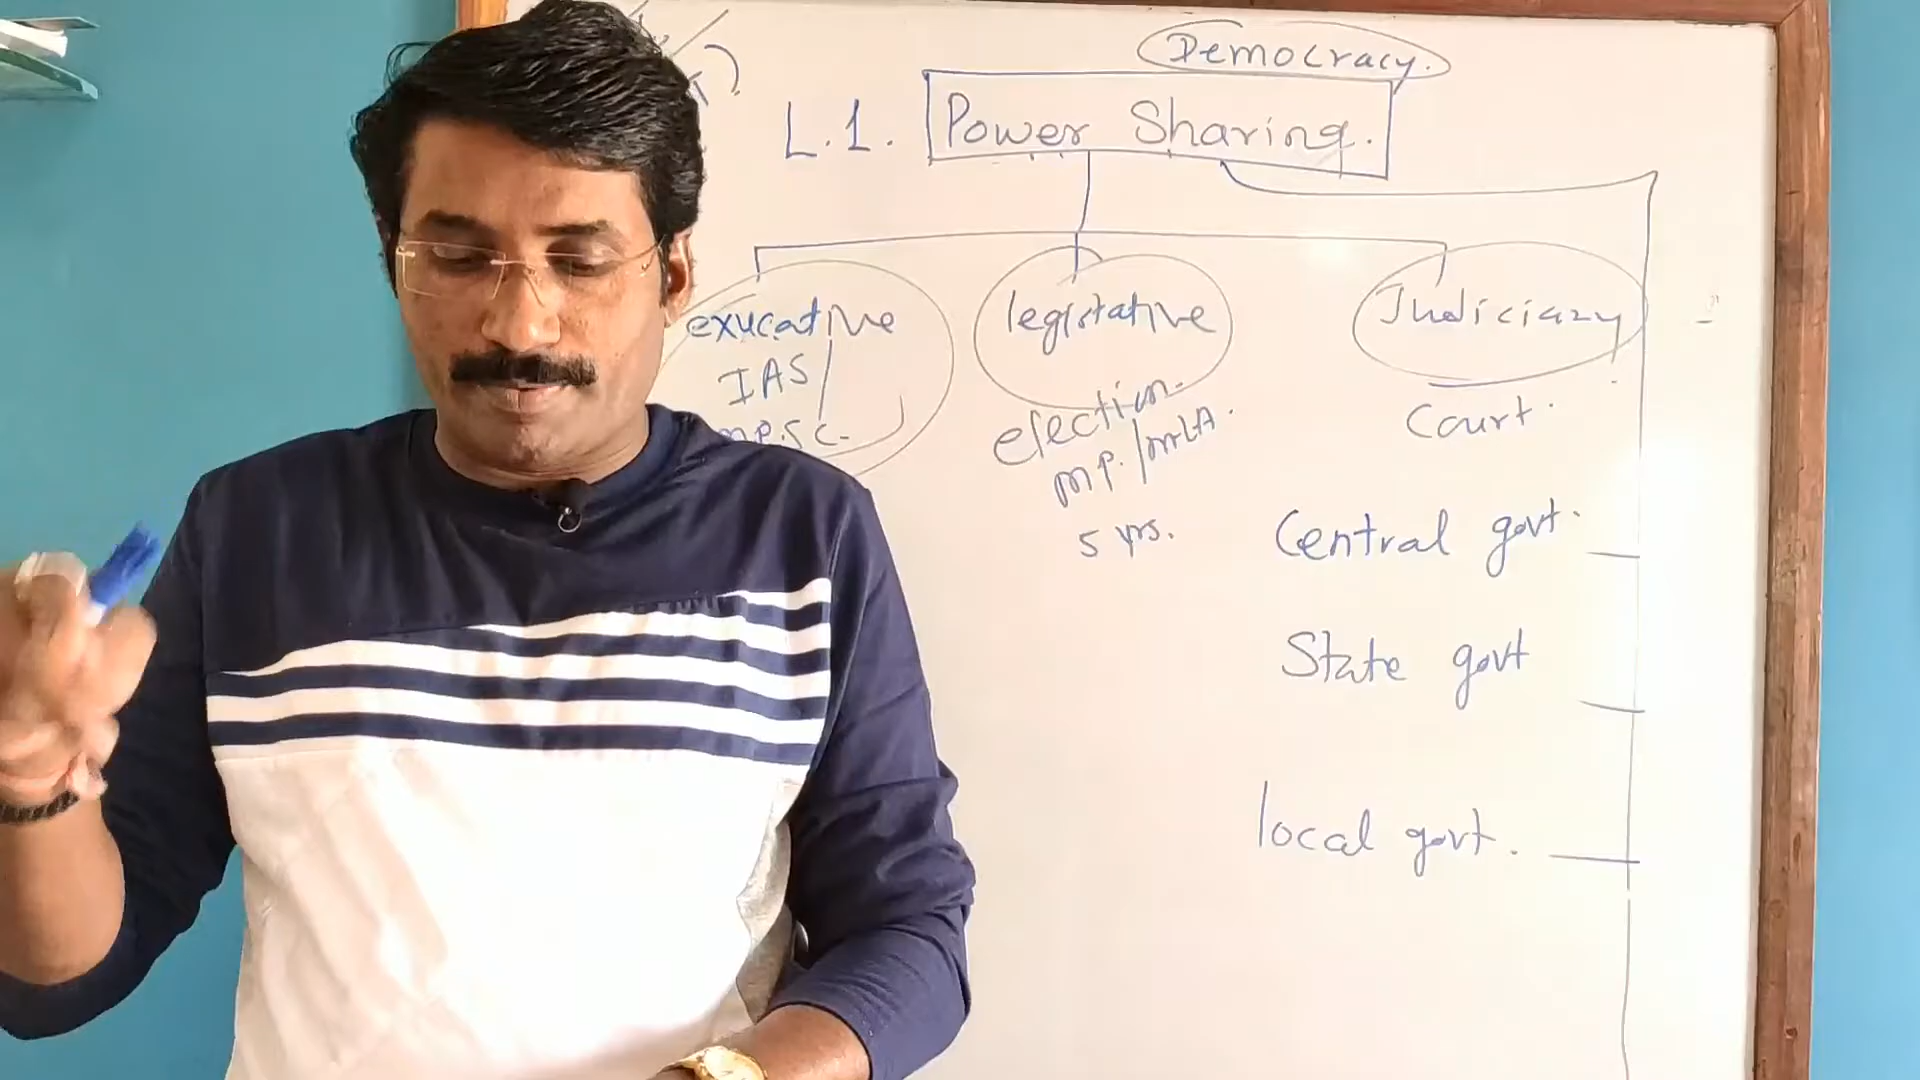 Democracy.
L.1. Power Sharing.
exucative
IAS
mpsc.
legistative
election
MP./MLA.
5 yrs.
Judiciary
Court.
Central govt.
State govt
local govt.